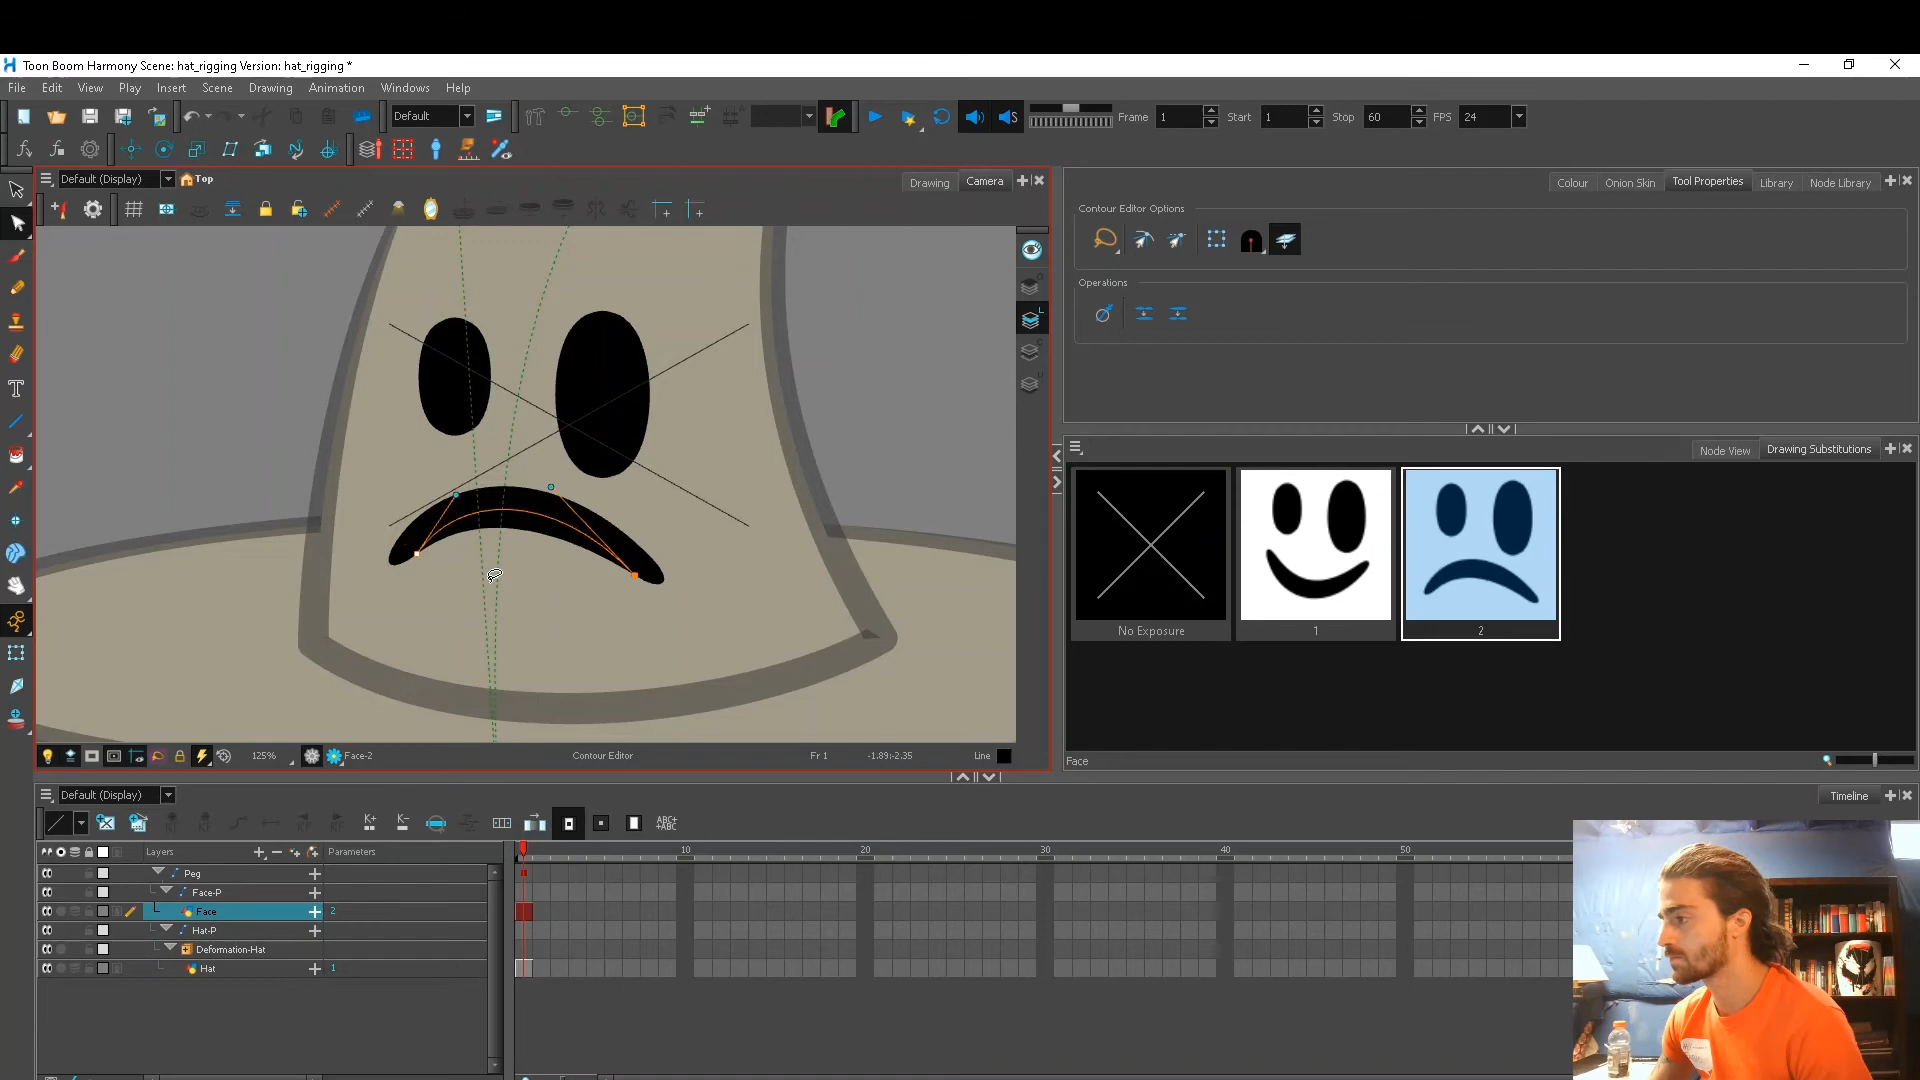 Toon Boom Harmony Scene: hat_rigging Version: hat_rigging *
File Edit View Play Insert Scene Drawing Animation Windows Help
Default Frame 1 Start 1 Stop 60 FPS 24
Default (Display) Top Drawing Camera
Colour Onion Skin Tool Properties Library Node Library
Contour Editor Options
Operations
Node View Drawing Substitutions
No Exposure 1 2
125% Face-2 Contour Editor Fr 1 -1.89:-2.35 Line
Face
Default (Display) Timeline
K+ K- ABC+
+ABC
Layers Parameters 10 20 30 40 50
Peg
Face-P
Face 2
Hat-P
Deformation-Hat
Hat 1